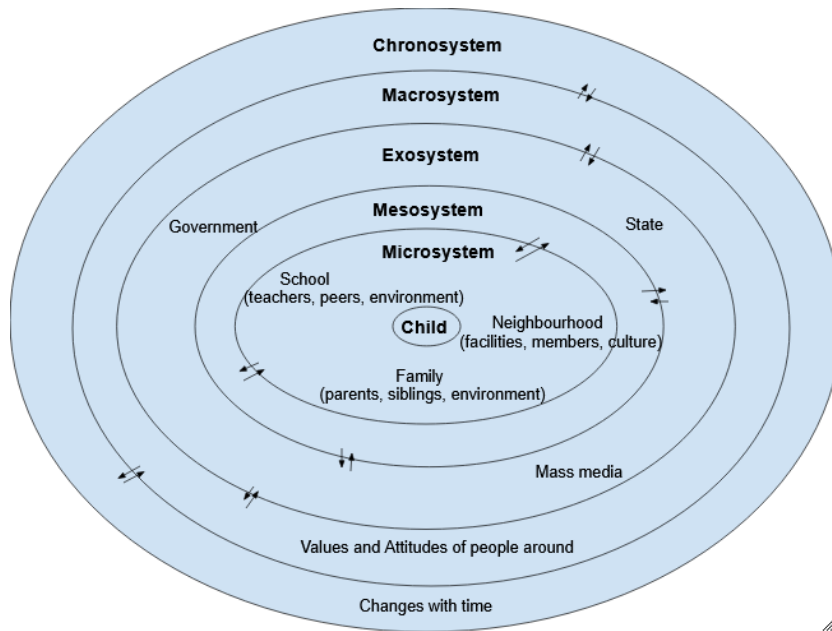 Chronosystem
Macrosystem
Exosystem
Mesosystem
Government
State
Microsystem
School
(teachers, peers, environment)
Child
Neighbourhood
(facilities, members, culture)
Family
(parents, siblings, environment)
Mass media
Values and Attitudes of people around
Changes with time